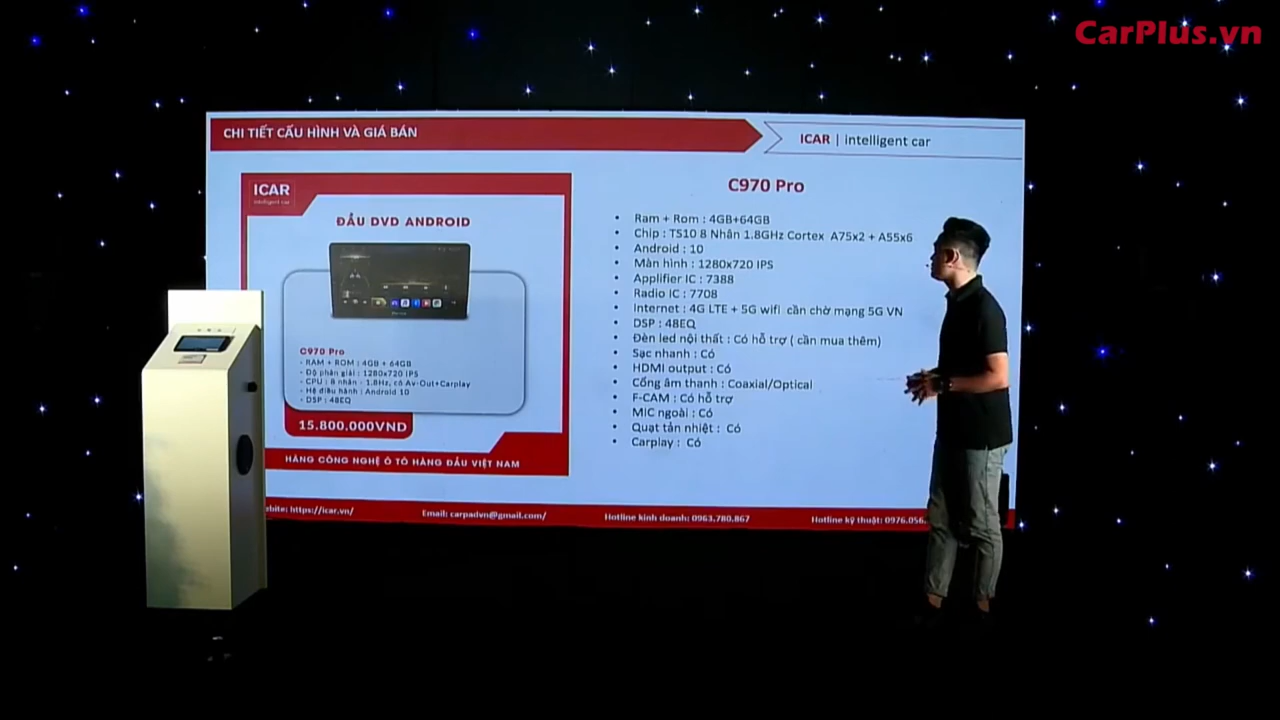 CarPlus.vn
CHI TIẾT CẤU HÌNH VÀ GIÁ BÁN
ICAR | intelligent car
ICAR
intelligent car
ĐẦU DVD ANDROID
C970 Pro
- RAM + ROM : 4GB + 64GB
- Độ phân giải : 1280x720 IPS
- CPU : 8 nhân - 1.8Hz, có Av-Out+Carplay
- Hệ điều hành : Android 10
- DSP : 48EQ
15.800.000VND
HÃNG CÔNG NGHỆ Ô TÔ HÀNG ĐẦU VIỆT NAM
C970 Pro
• Ram + Rom : 4GB+64GB
• Chip : TS10 8 Nhân 1.8GHz Cortex A75x2 + A55x6
• Android : 10
• Màn hình : 1280x720 IPS
• Applifier IC : 7388
• Radio IC : 7708
• Internet : 4G LTE + 5G wifi cần chờ mạng 5G VN
• DSP : 48EQ
• Đèn led nội thất : Có hỗ trợ ( cần mua thêm)
• Sạc nhanh : Có
• HDMI output : Có
• Cổng âm thanh : Coaxial/Optical
• F-CAM : Có hỗ trợ
• MIC ngoài : Có
• Quạt tản nhiệt : Có
• Carplay : Có
bite: https://icar.vn/
Email: carpadvn@gmail.com/
Hotline kinh doanh: 0963.780.867
Hotline kỹ thuật: 0976.056.